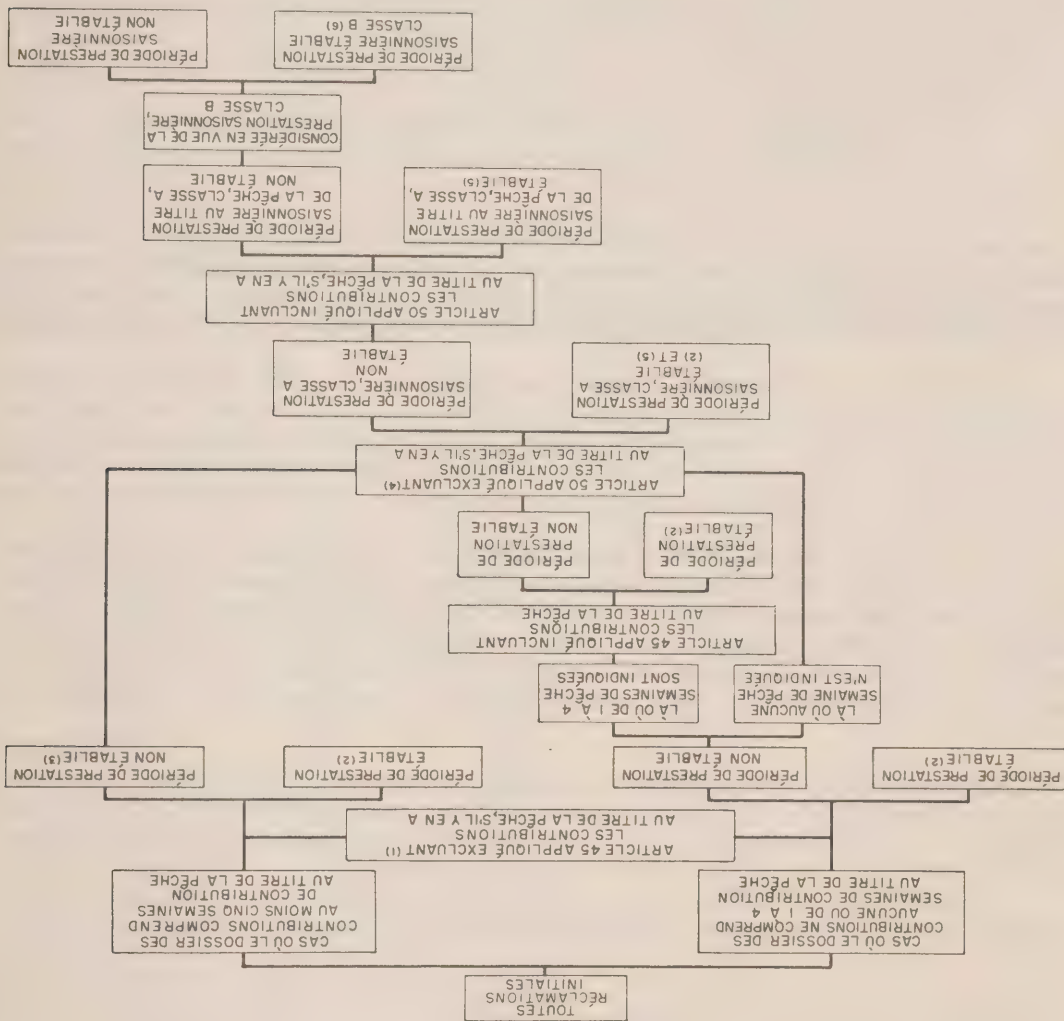 TOUTES
RÉCLAMATIONS
INITIALES
CAS OÙ LE DOSSIER DES
CONTRIBUTIONS NE COMPREND
AUCUNE OU DE 1 À 4
SEMAINES DE CONTRIBUTION
AU TITRE DE LA PÊCHE
CAS OÙ LE DOSSIER DES
CONTRIBUTIONS COMPREND
AU MOINS CINQ SEMAINES
DE CONTRIBUTION
AU TITRE DE LA PÊCHE
ARTICLE 45 APPLIQUÉ EXCLUANT (1)
LES CONTRIBUTIONS
AU TITRE DE LA PÊCHE, S'IL Y EN A
PÉRIODE DE PRESTATION
ÉTABLIE (2)
PÉRIODE DE PRESTATION
NON ÉTABLIE
PÉRIODE DE PRESTATION
ÉTABLIE (2)
PÉRIODE DE PRESTATION
NON ÉTABLIE (3)
LÀ OÙ AUCUNE
SEMAINE DE PÊCHE
N'EST INDIQUÉE
LÀ OÙ DE 1 À 4
SEMAINES DE PÊCHE
SONT INDIQUÉES
ARTICLE 45 APPLIQUÉ INCLUANT
LES CONTRIBUTIONS
AU TITRE DE LA PÊCHE
PÉRIODE DE
PRESTATION
ÉTABLIE (2)
PÉRIODE DE
PRESTATION
NON ÉTABLIE
ARTICLE 50 APPLIQUÉ EXCLUANT (4)
LES CONTRIBUTIONS
AU TITRE DE LA PÊCHE, S'IL Y EN A
PÉRIODE DE PRESTATION
SAISONNIÈRE, CLASSE A
ÉTABLIE
(2) ET (5)
PÉRIODE DE PRESTATION
SAISONNIÈRE, CLASSE A
NON
ÉTABLIE
ARTICLE 50 APPLIQUÉ INCLUANT
LES CONTRIBUTIONS
AU TITRE DE LA PÊCHE, S'IL Y EN A
PÉRIODE DE PRESTATION
SAISONNIÈRE AU TITRE
DE LA PÊCHE, CLASSE A,
ÉTABLIE (5)
PÉRIODE DE PRESTATION
SAISONNIÈRE AU TITRE
DE LA PÊCHE, CLASSE A,
NON ÉTABLIE
CONSIDÉRÉE EN VUE DE LA
PRESTATION SAISONNIÈRE,
CLASSE B
PÉRIODE DE PRESTATION
SAISONNIÈRE ÉTABLIE
CLASSE B (6)
PÉRIODE DE PRESTATION
SAISONNIÈRE
NON ÉTABLIE